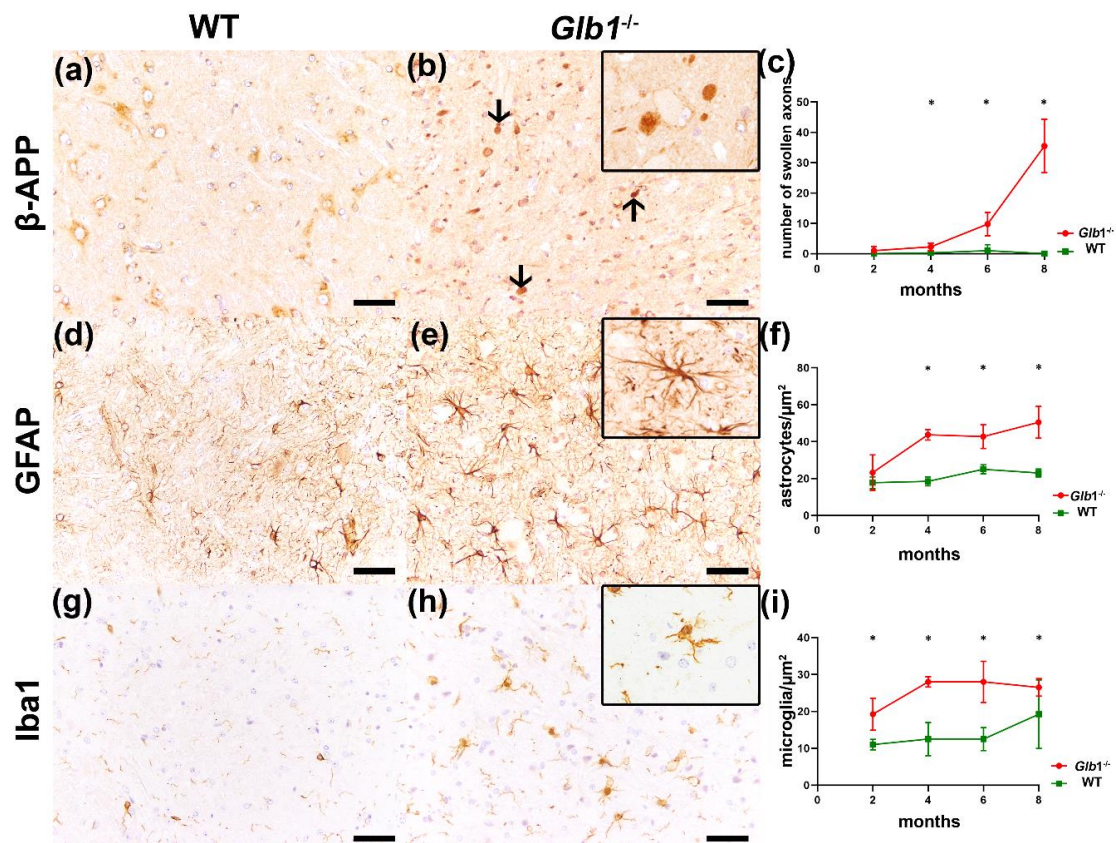 WT
Glb1-/-
β-APP
(a)
(b)
(c)
number of swollen axons
50
40
30
20
10
0
0
2
4
6
8
months
*
*
*
Glb1-/-
WT
GFAP
(d)
(e)
(f)
astrocytes/μm²
80
60
40
20
0
0
2
4
6
8
months
*
*
*
Glb1-/-
WT
Iba1
(g)
(h)
(i)
microglia/μm²
40
30
20
10
0
0
2
4
6
8
months
*
*
*
*
Glb1-/-
WT